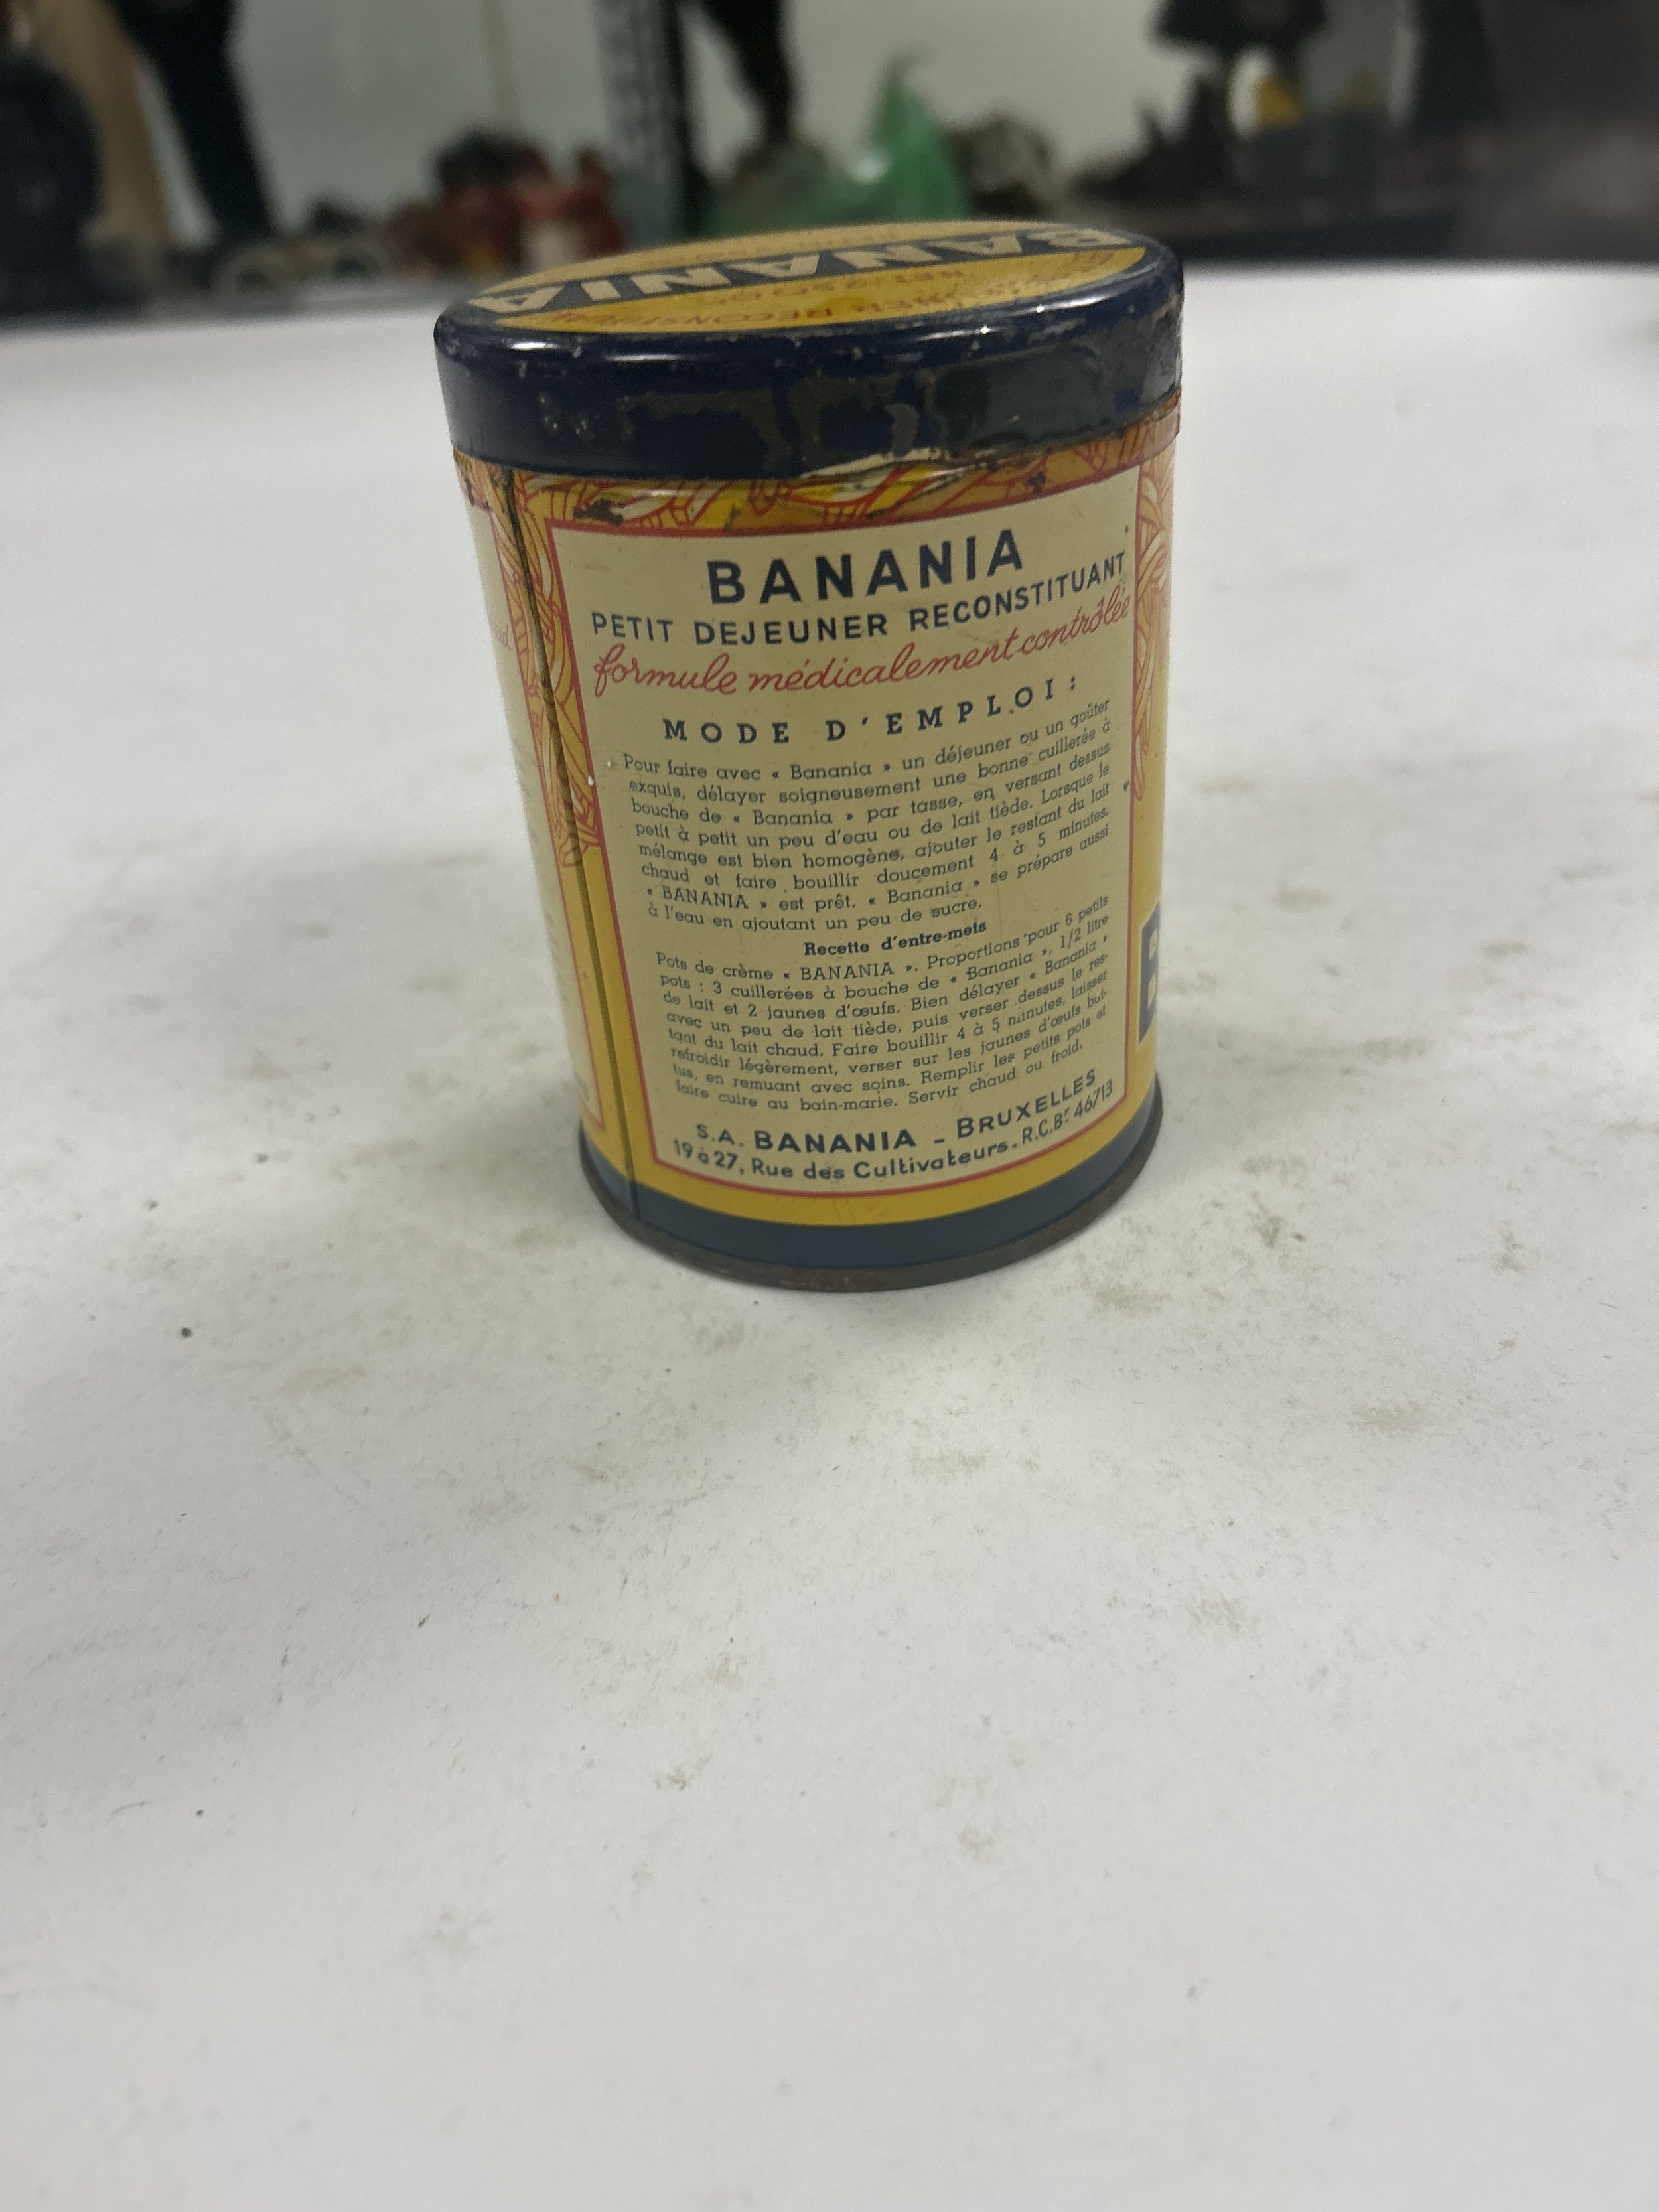 BANANIA
BANANIA
PETIT DEJEUNER RECONSTITUANT
formule médicalement contrôlée
MODE D'EMPLOI :
Pour faire avec « Banania » un déjeuner ou un goûter
exquis, délayer soigneusement une bonne cuillerée à
bouche de « Banania » par tasse, en versant dessus
petit à petit un peu d'eau ou de lait tiède. Lorsque le
mélange est bien homogène, ajouter le restant du lait
chaud et faire bouillir doucement 4 à 5 minutes.
« BANANIA » est prêt. « Banania » se prépare aussi
à l'eau en ajoutant un peu de sucre.
Recette d'entre-mets
Pots de crème « BANANIA ». Proportions pour 6 petits
pots : 3 cuillerées à bouche de « Banania », 1/2 litre
de lait et 2 jaunes d'œufs. Bien délayer « Banania »
avec un peu de lait tiède, puis verser dessus le res-
tant du lait chaud. Faire bouillir 4 à 5 minutes, laisser
refroidir légèrement, verser sur les jaunes d'œufs but-
tus, en remuant avec soins. Remplir les petits pots et
faire cuire au bain-marie. Servir chaud ou froid.
S.A. BANANIA - BRUXELLES
19 à 27, Rue des Cultivateurs - R.C.Br 46713